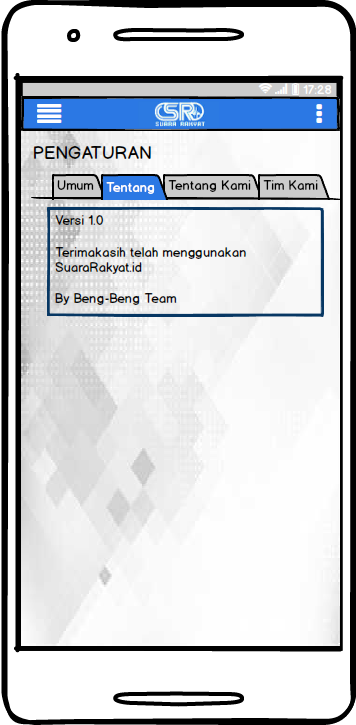 17:28
CSR
SUARA RAKYAT
PENGATURAN
Umum Tentang Tentang Kami Tim Kami
Versi 1.0
Terimakasih telah menggunakan
SuaraRakyat.id
By Beng-Beng Team